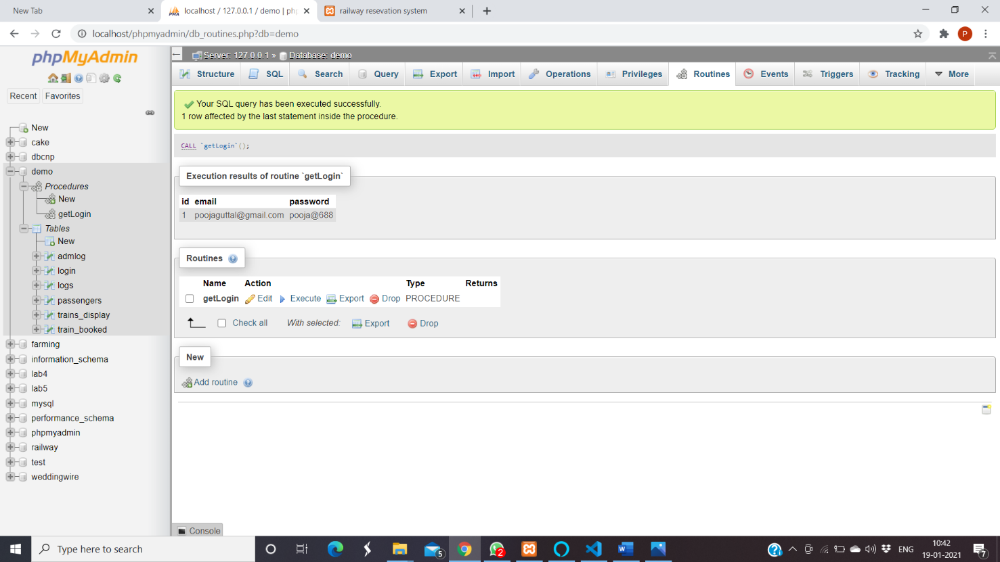 New Tab
localhost / 127.0.0.1 / demo | ph
railway resevation system
localhost/phpmyadmin/db_routines.php?db=demo
P
phpMyAdmin
Recent
Favorites
New
cake
dbcnp
demo
Procedures
New
getLogin
Tables
New
admlog
login
logs
passengers
trains_display
train_booked
farming
information_schema
lab4
lab5
mysql
performance_schema
phpmyadmin
railway
test
weddingwire
Server: 127.0.0.1 » Database: demo
Structure SQL Search Query Export Import Operations Privileges Routines Events Triggers Tracking More
Your SQL query has been executed successfully.
1 row affected by the last statement inside the procedure.
CALL `getLogin`();
Execution results of routine `getLogin`
id email password
1 poojaguttal@gmail.com pooja@688
Routines
Name Action Type Returns
getLogin Edit Execute Export Drop PROCEDURE
Check all With selected: Export Drop
New
Add routine
Console
Type here to search
5
2
W
ENG
10:42
19-01-2021
7